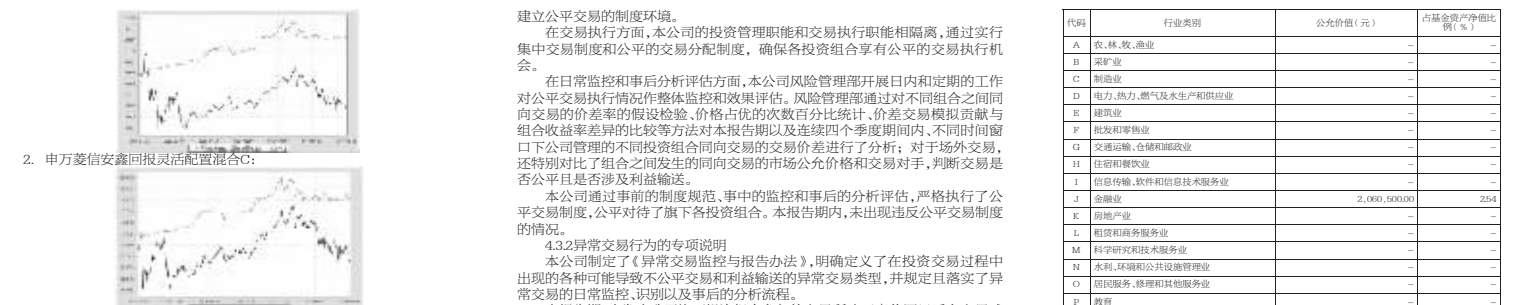 2. 申万菱信安鑫回报灵活配置混合C:
建立公平交易的制度环境。
在交易执行方面,本公司的投资管理职能和交易执行职能相隔离,通过实行
集中交易制度和公平的交易分配制度,确保各投资组合享有公平的交易执行机
会。
在日常监控和事后分析评估方面,本公司风险管理部开展日内和定期的工作
对公平交易执行情况作整体监控和效果评估。风险管理部通过对不同组合之间同
向交易的价差率的假设检验、价格占优的次数百分比统计、价差交易模拟贡献与
组合收益率差异的比较等方法对本报告期以及连续四个季度期间内、不同时间窗
口下公司管理的不同投资组合同向交易的交易价差进行了分析;对于场外交易,
还特别对比了组合之间发生的同向交易的市场公允价格和交易对手,判断交易是
否公平且是否涉及利益输送。
本公司通过事前的制度规范、事中的监控和事后的分析评估,严格执行了公
平交易制度,公平对待了旗下各投资组合。本报告期内,未出现违反公平交易制度
的情况。
4.3.2异常交易行为的专项说明
本公司制定了《异常交易监控与报告办法》,明确定义了在投资交易过程中
出现的各种可能导致不公平交易和利益输送的异常交易类型,并规定且落实了异
常交易的日常监控、识别以及事后的分析流程。
代码 行业类别 公允价值(元) 占基金资产净值比
例(%)
A 农、林、牧、渔业 – –
B 采矿业 – –
C 制造业 – –
D 电力、热力、燃气及水生产和供应业 – –
E 建筑业 – –
F 批发和零售业 – –
G 交通运输、仓储和邮政业 – –
H 住宿和餐饮业 – –
I 信息传输、软件和信息技术服务业 – –
J 金融业 2,060,500.00 2.54
K 房地产业 – –
L 租赁和商务服务业 – –
M 科学研究和技术服务业 – –
N 水利、环境和公共设施管理业 – –
O 居民服务、修理和其他服务业 – –
P 教育 – –